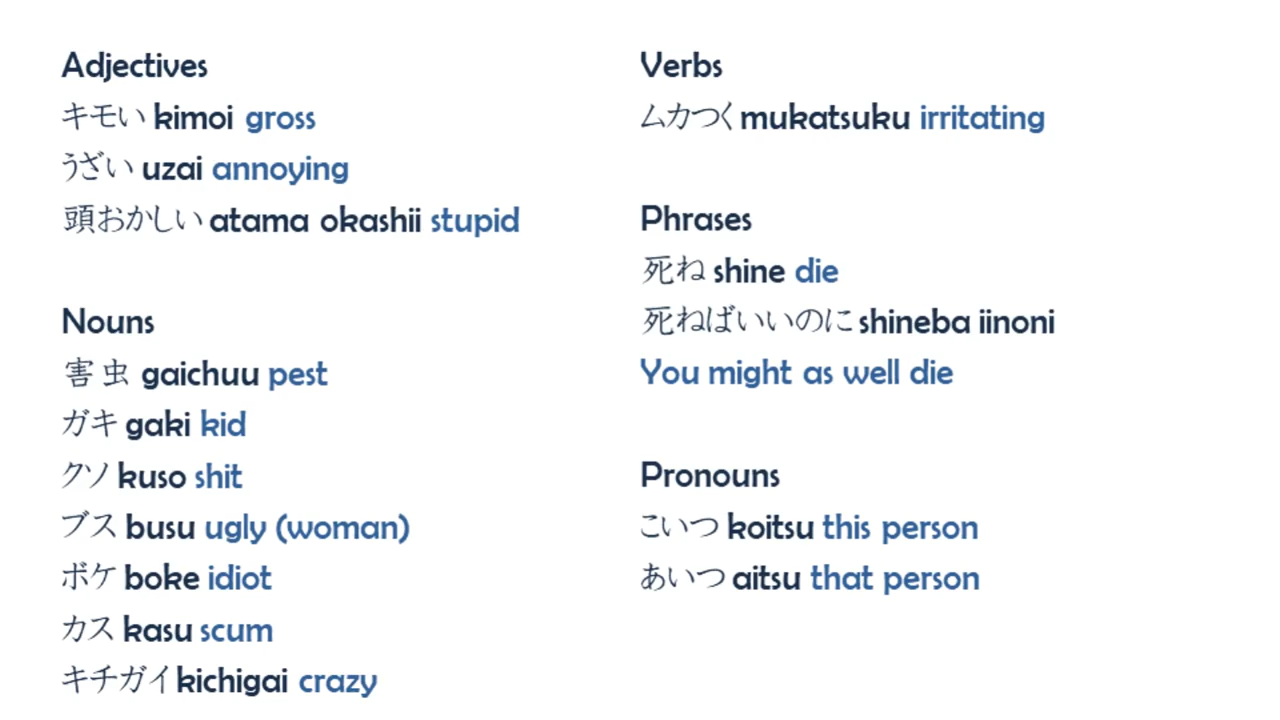 Adjectives
キモい kimoi gross
うざい uzai annoying
頭おかしい atama okashii stupid
Nouns
害虫 gaichuu pest
ガキ gaki kid
クソ kuso shit
ブス busu ugly (woman)
ボケ boke idiot
カス kasu scum
キチガイ kichigai crazy
Verbs
ムカつく mukatsuku irritating
Phrases
死ね shine die
死ねばいいのに shineba iinoni
You might as well die
Pronouns
こいつ koitsu this person
あいつ aitsu that person